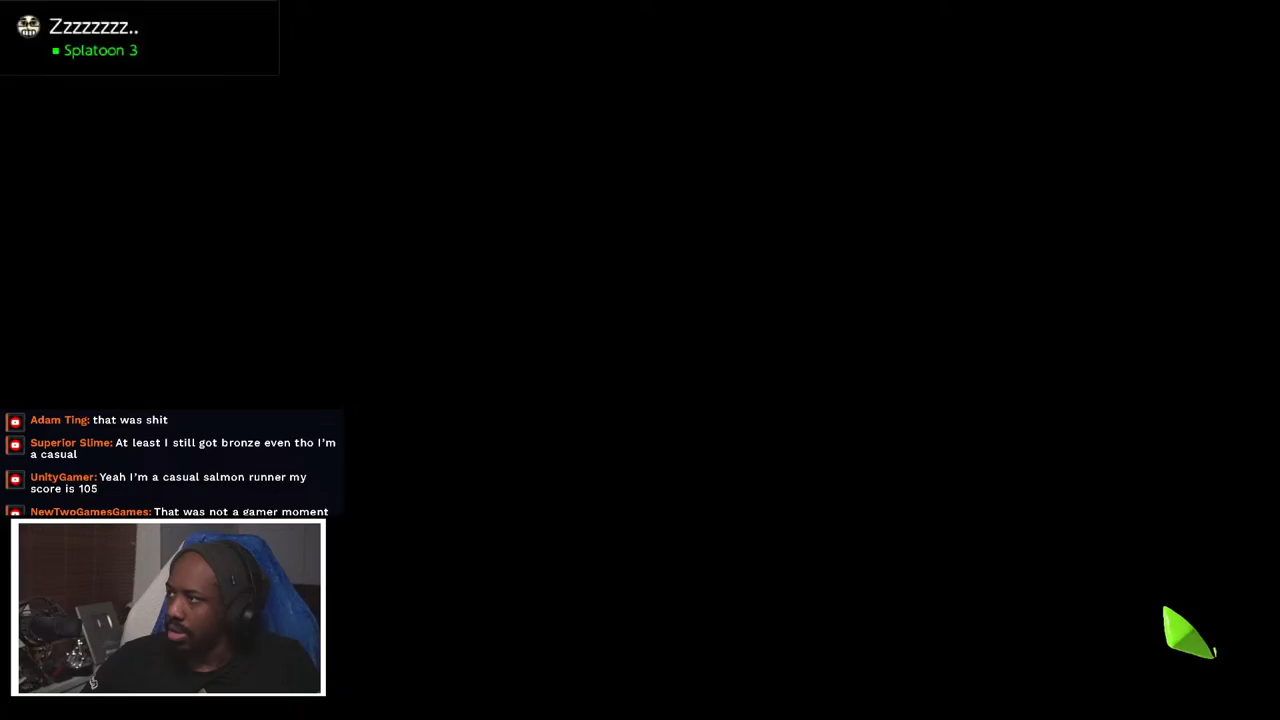 Zzzzzzzz..
Splatoon 3
Adam Ting: that was shit
Superior Slime: At least I still got bronze even tho I'm
a casual
UnityGamer: Yeah I'm a casual salmon runner my
score is 105
NewTwoGamesGames: That was not a gamer moment